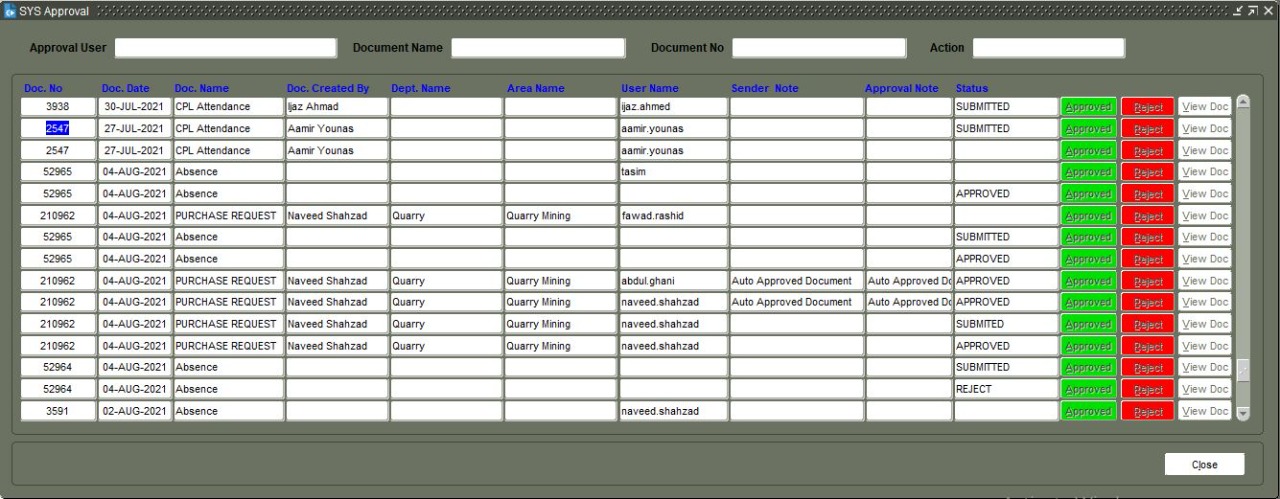 SYS Approval
Approval User Document Name Document No Action
Doc. No Doc. Date Doc. Name Doc. Created By Dept. Name Area Name User Name Sender Note Approval Note Status
3938 30-JUL-2021 CPL Attendance Ijaz Ahmad ijaz.ahmed SUBMITTED Approved Reject View Doc
2547 27-JUL-2021 CPL Attendance Aamir Younas aamir.younas SUBMITTED Approved Reject View Doc
2547 27-JUL-2021 CPL Attendance Aamir Younas aamir.younas Approved Reject View Doc
52965 04-AUG-2021 Absence tasim Approved Reject View Doc
52965 04-AUG-2021 Absence APPROVED Approved Reject View Doc
210962 04-AUG-2021 PURCHASE REQUEST Naveed Shahzad Quarry Quarry Mining fawad.rashid Approved Reject View Doc
52965 04-AUG-2021 Absence SUBMITTED Approved Reject View Doc
52965 04-AUG-2021 Absence APPROVED Approved Reject View Doc
210962 04-AUG-2021 PURCHASE REQUEST Naveed Shahzad Quarry Quarry Mining abdul.ghani Auto Approved Document Auto Approved Do APPROVED Approved Reject View Doc
210962 04-AUG-2021 PURCHASE REQUEST Naveed Shahzad Quarry Quarry Mining naveed.shahzad Auto Approved Document Auto Approved Do APPROVED Approved Reject View Doc
210962 04-AUG-2021 PURCHASE REQUEST Naveed Shahzad Quarry Quarry Mining naveed.shahzad SUBMITED Approved Reject View Doc
210962 04-AUG-2021 PURCHASE REQUEST Naveed Shahzad Quarry Quarry Mining naveed.shahzad APPROVED Approved Reject View Doc
52964 04-AUG-2021 Absence SUBMITTED Approved Reject View Doc
52964 04-AUG-2021 Absence REJECT Approved Reject View Doc
3591 02-AUG-2021 Absence naveed.shahzad Approved Reject View Doc
Close